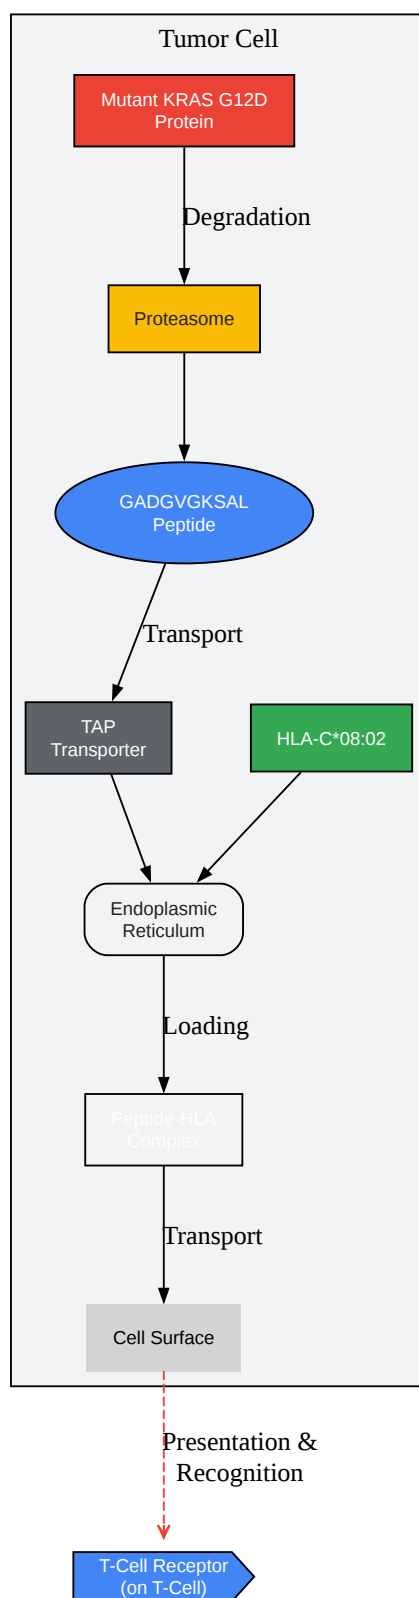 Tumor Cell
Mutant KRAS G12D
Protein
Degradation
Proteasome
GADGVGKSAL
Peptide
Transport
TAP
Transporter
HLA-C*08:02
Endoplasmic
Reticulum
Loading
Peptide-HLA
Complex
Transport
Cell Surface
Presentation &
Recognition
T-Cell Receptor
(on T-Cell)